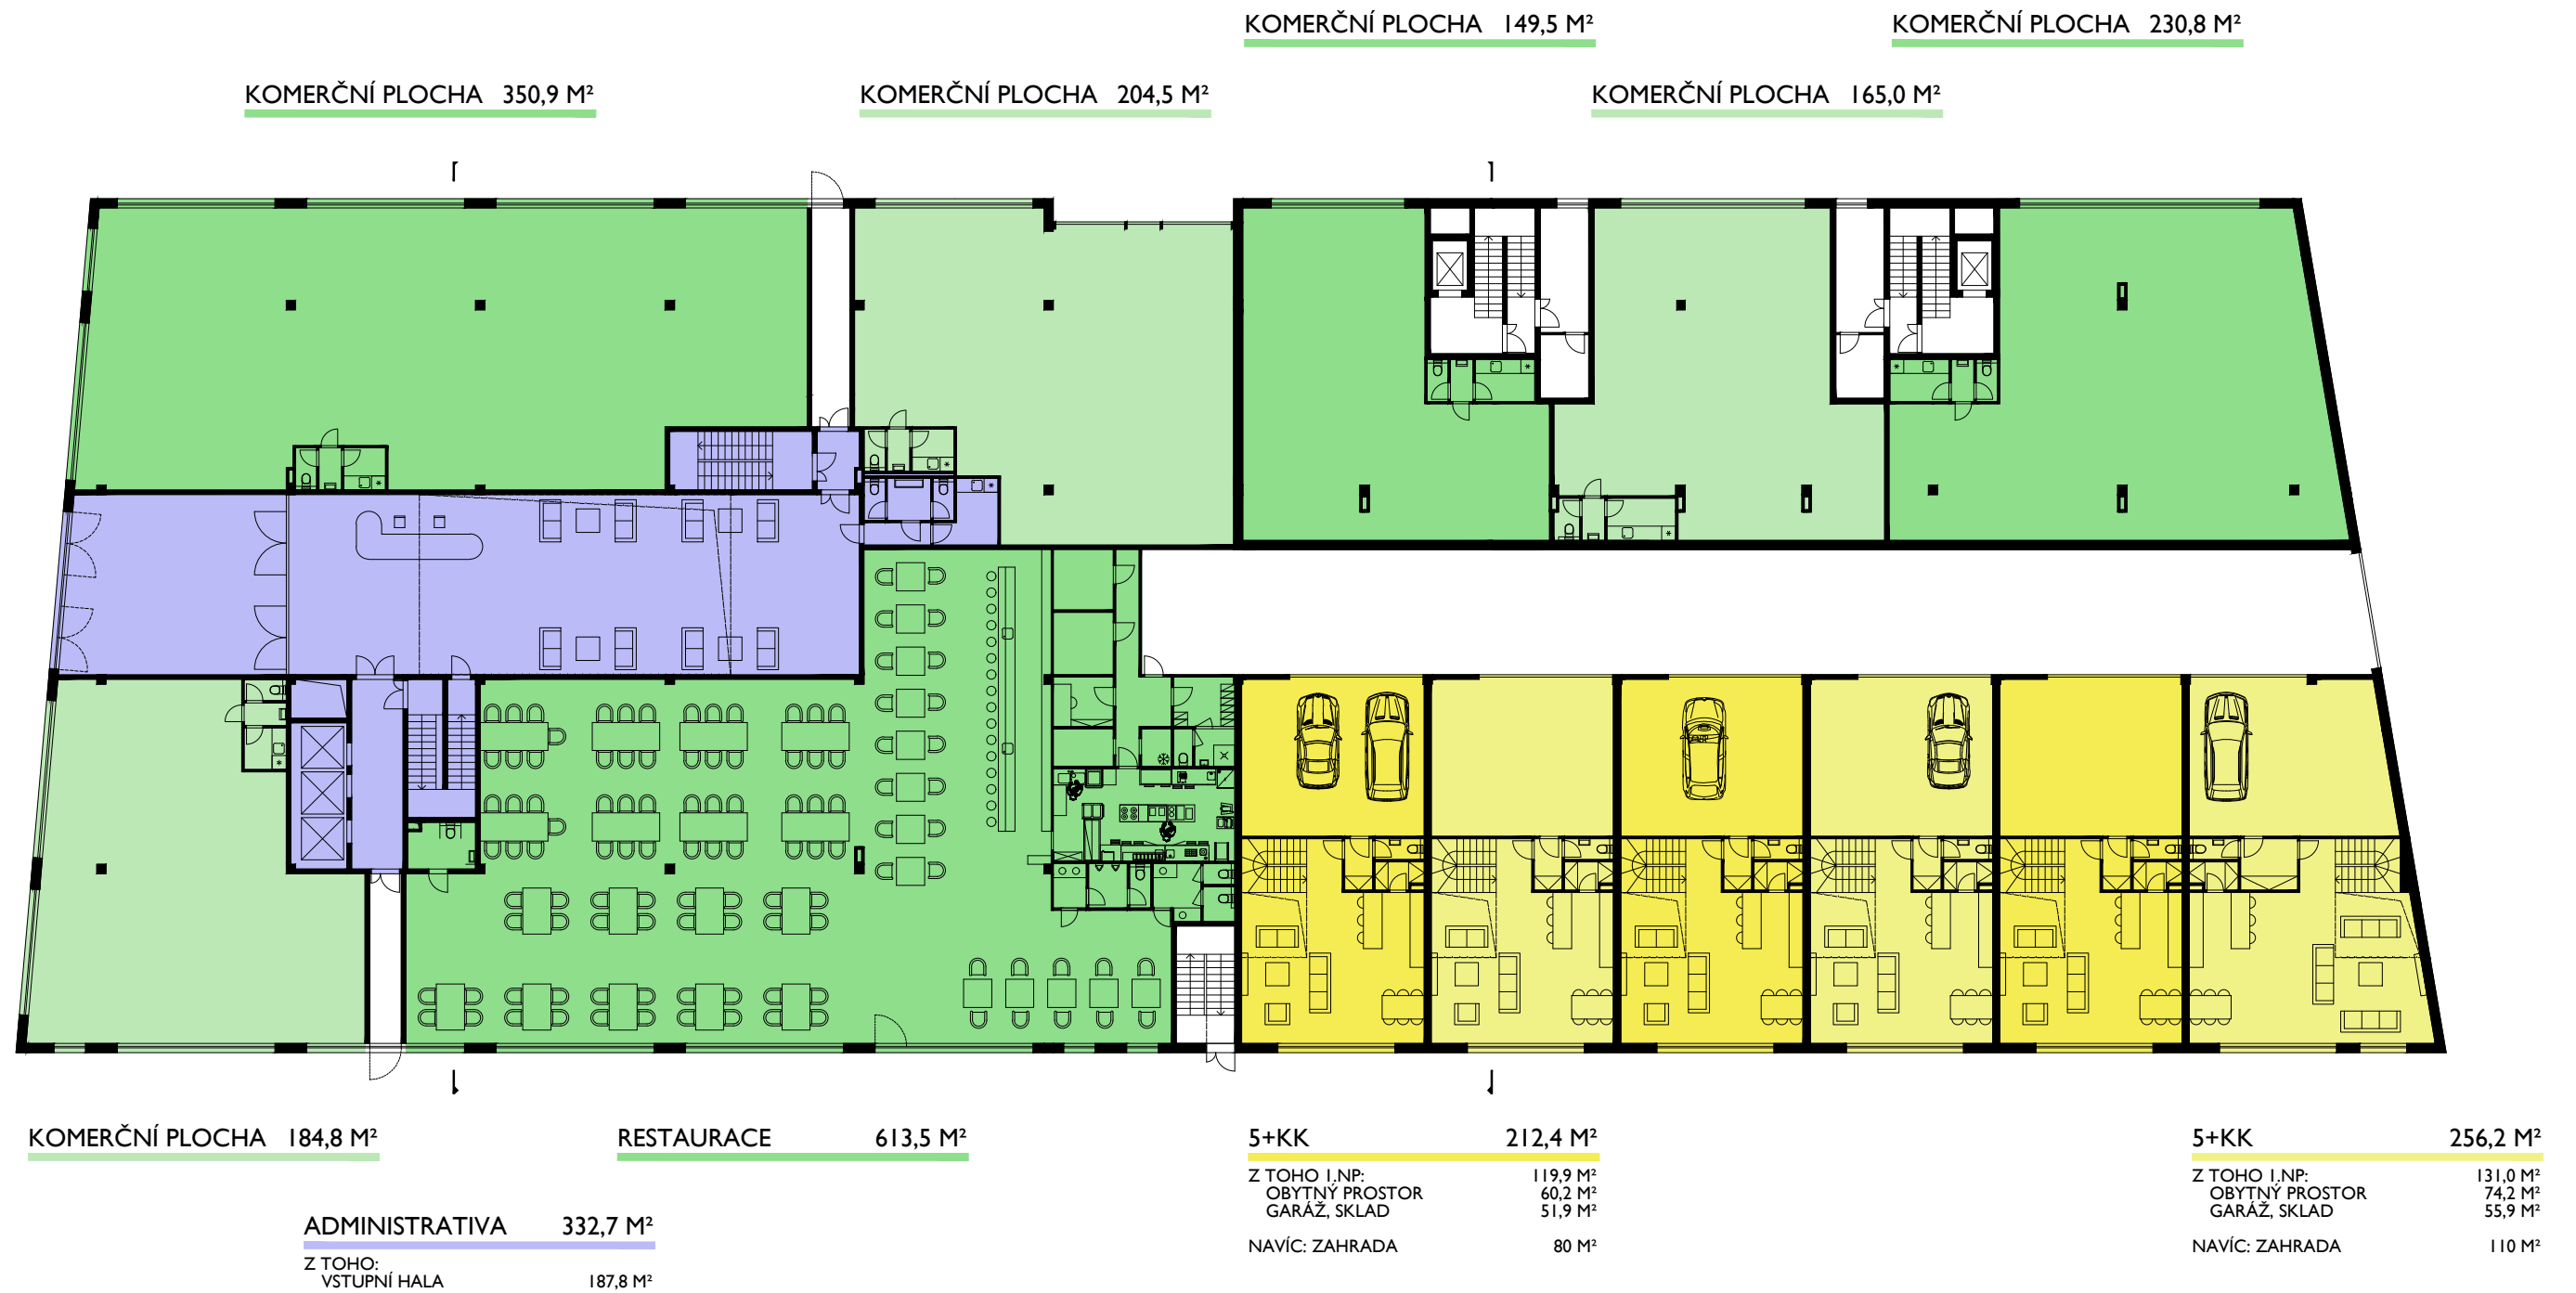 KOMERČNÍ PLOCHA 149,5 M²
KOMERČNÍ PLOCHA 230,8 M²
KOMERČNÍ PLOCHA 350,9 M²
KOMERČNÍ PLOCHA 204,5 M²
KOMERČNÍ PLOCHA 165,0 M²
KOMERČNÍ PLOCHA 184,8 M²
RESTAURACE 613,5 M²
5+KK 212,4 M²
Z TOHO 1.NP: 119,9 M²
OBYTNÝ PROSTOR 60,2 M²
GARÁŽ, SKLAD 51,9 M²
NAVÍC: ZAHRADA 80 M²
5+KK 256,2 M²
Z TOHO 1.NP: 131,0 M²
OBYTNÝ PROSTOR 74,2 M²
GARÁŽ, SKLAD 55,9 M²
NAVÍC: ZAHRADA 110 M²
ADMINISTRATIVA 332,7 M²
Z TOHO:
VSTUPNÍ HALA 187,8 M²